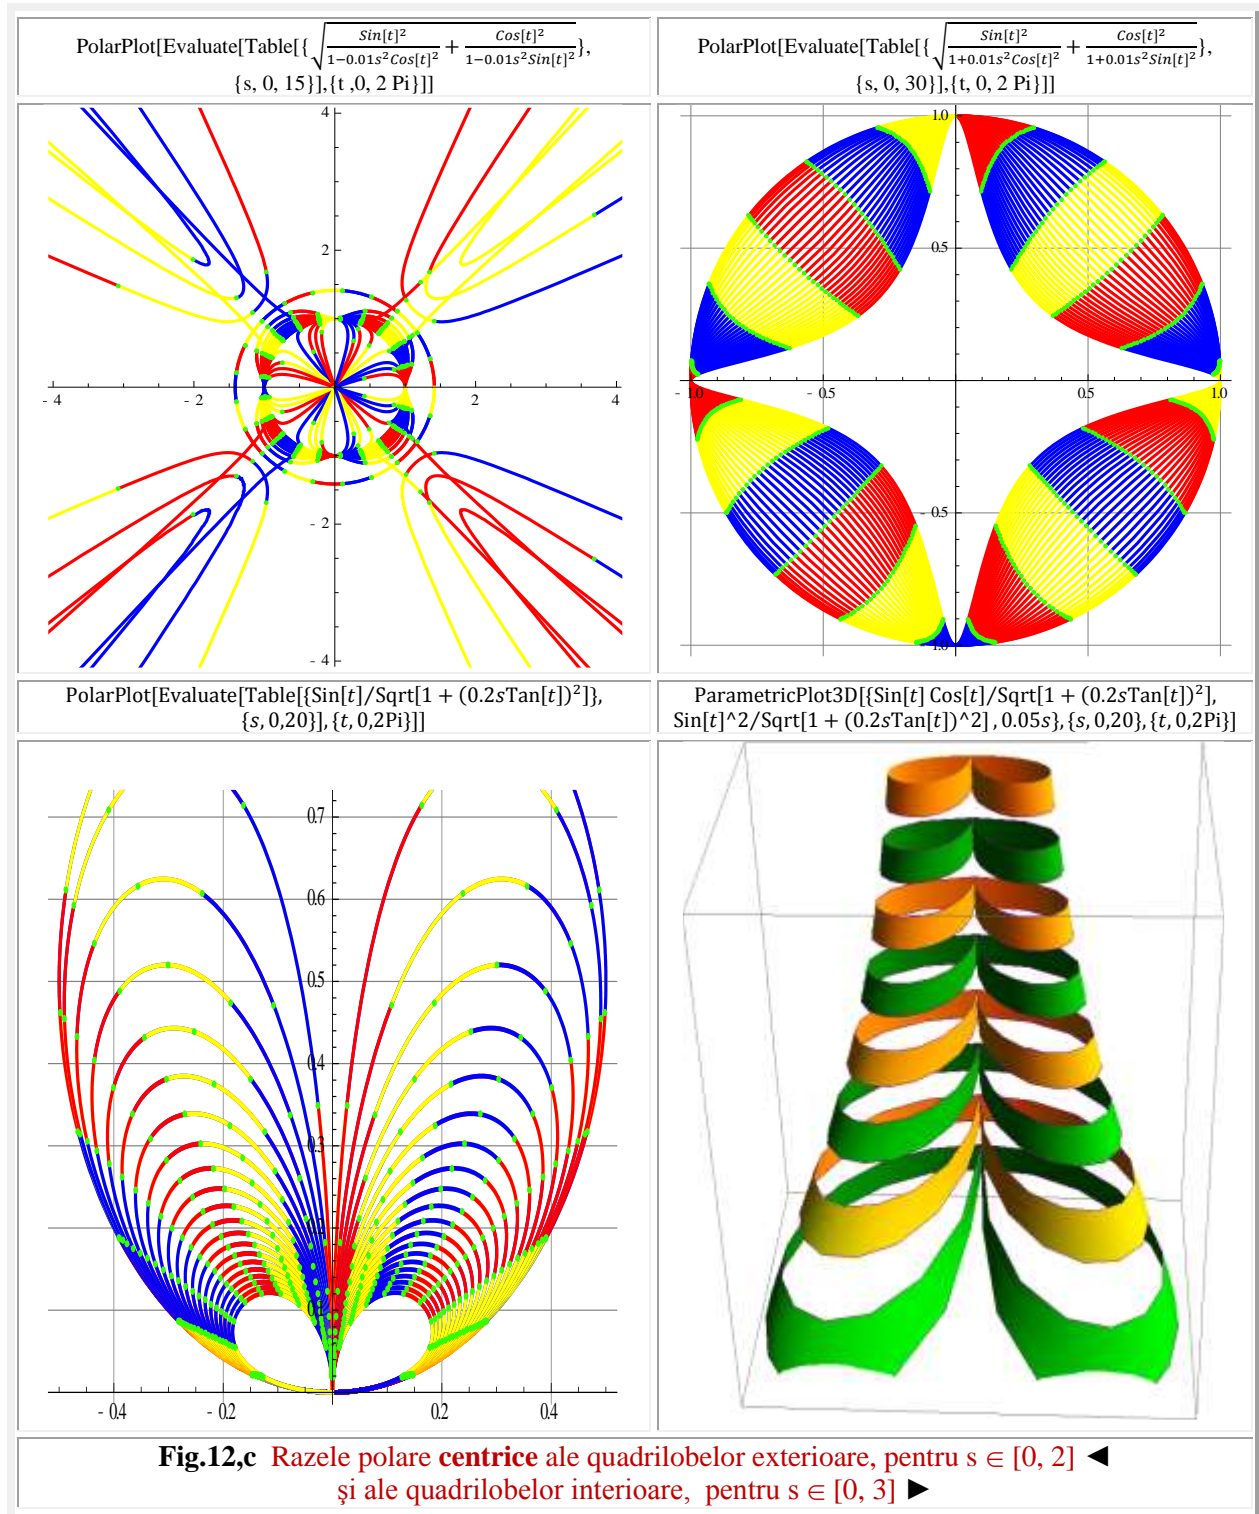 PolarPlot[Evaluate[Table[{√(Sin[t]²/(1−0.01s²Cos[t]²) + Cos[t]²/(1−0.01s²Sin[t]²))},
{s, 0, 15}],{t ,0, 2 Pi}]]
PolarPlot[Evaluate[Table[{√(Sin[t]²/(1+0.01s²Cos[t]²) + Cos[t]²/(1+0.01s²Sin[t]²))},
{s, 0, 30}],{t, 0, 2 Pi}]]
4
2
- 4
- 2
2
4
- 2
- 4
1.0
0.5
- 1.0
- 0.5
0.5
1.0
- 0.5
- 1.0
PolarPlot[Evaluate[Table[{Sin[t]/Sqrt[1 + (0.2sTan[t])²]},
{s, 0,20}], {t, 0,2Pi}]]
ParametricPlot3D[{Sin[t] Cos[t]/Sqrt[1 + (0.2sTan[t])²],
Sin[t]^2/Sqrt[1 + (0.2sTan[t])^2] , 0.05s}, {s, 0,20}, {t, 0,2Pi}]
0.7
0.6
0.5
0.4
0.3
0.2
0.1
- 0.4
- 0.2
0.2
0.4
Fig.12,c Razele polare centrice ale quadrilobelor exterioare, pentru s ∈ [0, 2] ◄
şi ale quadrilobelor interioare, pentru s ∈ [0, 3] ►